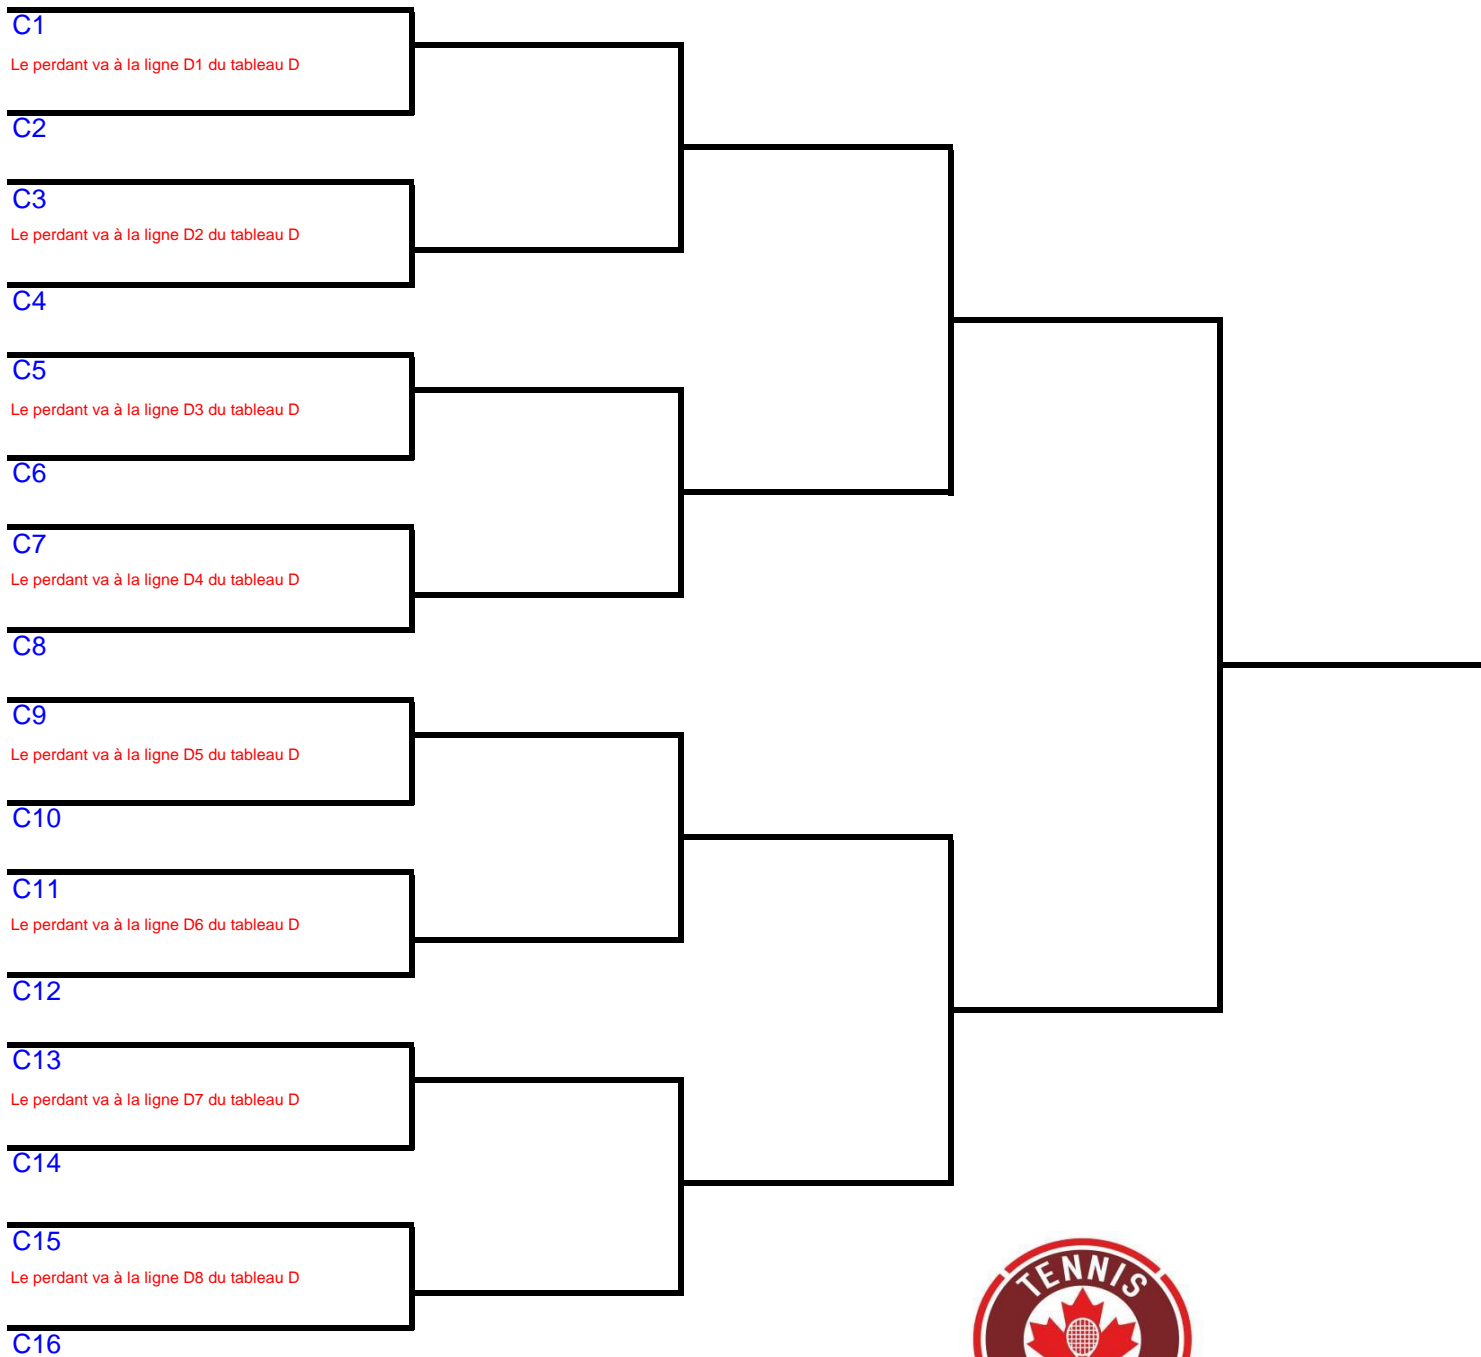 C1
Le perdant va à la ligne D1 du tableau D
C2
C3
Le perdant va à la ligne D2 du tableau D
C4
C5
Le perdant va à la ligne D3 du tableau D
C6
C7
Le perdant va à la ligne D4 du tableau D
C8
C9
Le perdant va à la ligne D5 du tableau D
C10
C11
Le perdant va à la ligne D6 du tableau D
C12
C13
Le perdant va à la ligne D7 du tableau D
C14
C15
Le perdant va à la ligne D8 du tableau D
C16
TENNIS